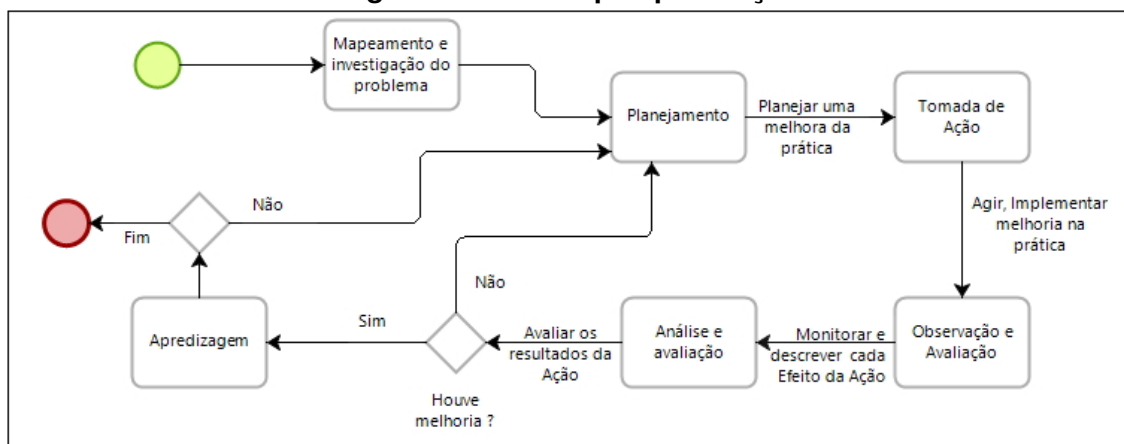 Mapeamento e
investigação do
problema
Planejamento
Planejar uma
melhora da
prática
Tomada de
Ação
Agir, Implementar
melhoria na
prática
Observação e
Avaliação
Monitorar e
descrever cada
Efeito da Ação
Análise e
avaliação
Avaliar os
resultados da
Ação
Houve
melhoria ?
Não
Sim
Apredizagem
Não
Fim